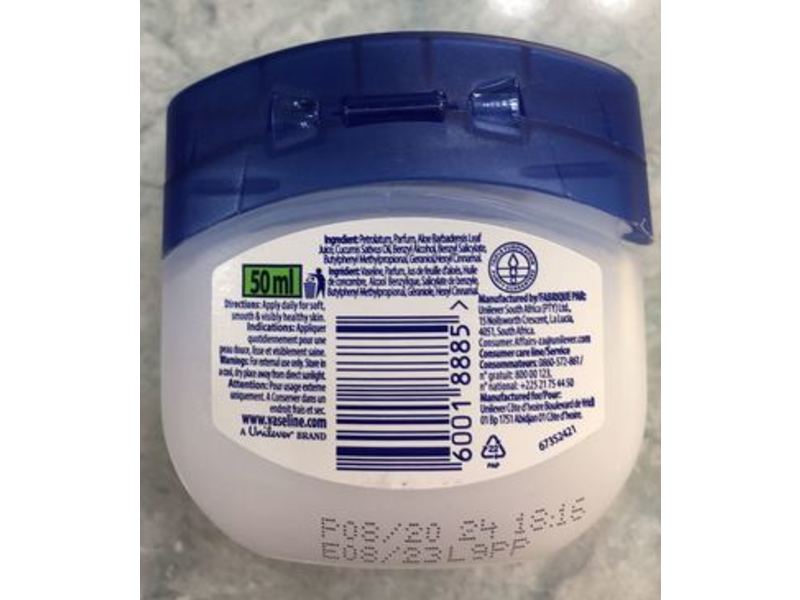 Ingredient: Petrolatum, Parfum, Aloe Barbadensis Leaf
Juice, Cucumis Sativus Oil, Benzyl Alcohol, Benzyl Salicylate,
Butylphenyl Methylpropional, Geraniol, Hexyl Cinnamal.
Ingredient: Vaseline, Parfum, Jus de feuille d'aloès, Huile
de concombre, Alcool Benzylique, Salicylate de benzyle,
Butylphenyl Methylpropional, Géraniole, Hexyl Cinnamal.
50 ml
Directions: Apply daily for soft,
smooth & visibly healthy skin.
Indications: Appliquer
quotidiennement pour une
peau douce, lisse et visiblement saine.
Warnings: For external use only. Store in
a cool, dry place away from direct sunlight.
Attention: Pour usage externe
uniquement. A Conserver dans un
endroit frais et sec.
www.vaseline.com
A Unilever BRAND
6001 8885 >
Manufactured by/FABRIQUE PAR:
Unilever South Africa (PTY) Ltd.,
15 Nollsworth Crescent, La Lucia,
4051, South Africa.
Consumer.Affairs-za@unilever.com
Consumer care line/Service
Consommateurs: 0860-572-861/
n° gratuit: 800 00 123,
n° national: +225 21 75 44 50
Manufactured for/Pour:
Unilever Côte d'Ivoire Boulevard de Vridi
01 Bp 1751 Abidjan 01 Côte d'Ivoire.
22
PAP
67352421
P08/20 24 18:16
E08/23L9PF